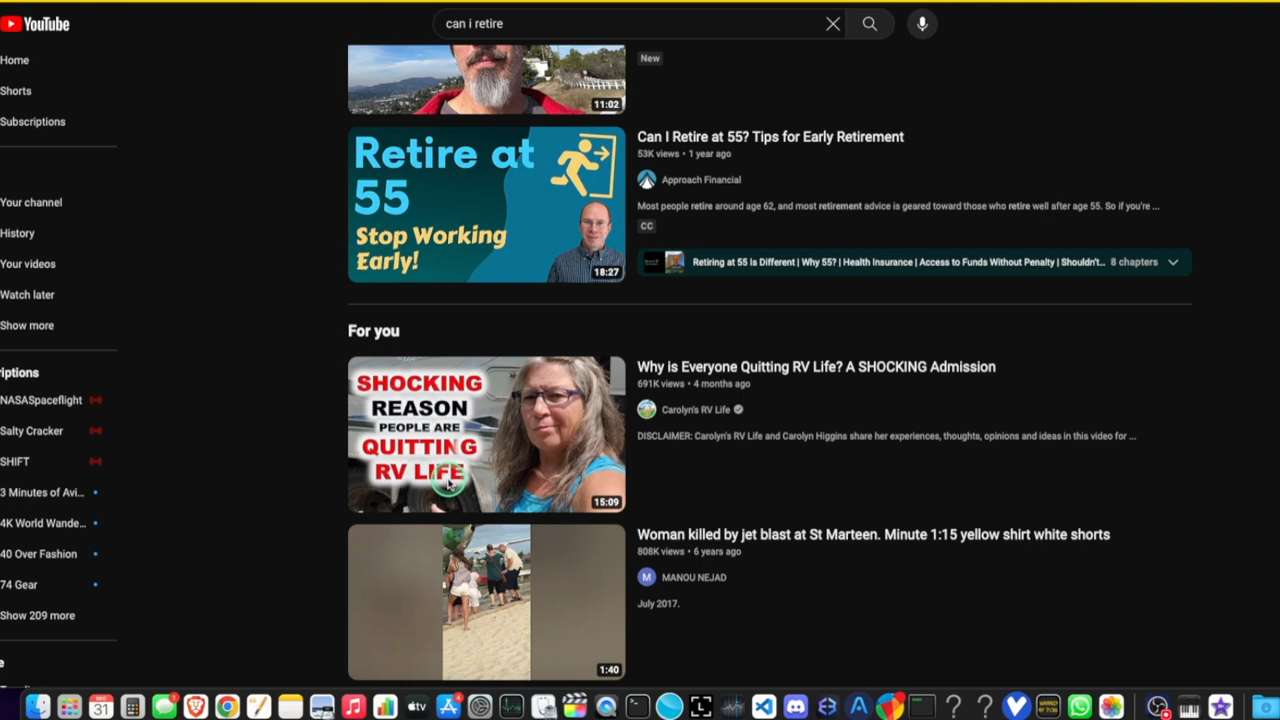 YouTube
can i retire
Home
Shorts
Subscriptions
Your channel
History
Your videos
Watch later
Show more
riptions
NASASpaceflight
Salty Cracker
SHIFT
3 Minutes of Avi...
4K World Wande...
40 Over Fashion
74 Gear
Show 209 more
e
11:02
New
Retire at
55
Stop Working
Early!
18:27
Can I Retire at 55? Tips for Early Retirement
53K views • 1 year ago
Approach Financial
Most people retire around age 62, and most retirement advice is geared toward those who retire well after age 55. So if you're ...
CC
Retiring at 55 Is Different | Why 55? | Health Insurance | Access to Funds Without Penalty | Shouldn't... 8 chapters
For you
SHOCKING
REASON
PEOPLE ARE
QUITTING
RV LIFE
15:09
Why is Everyone Quitting RV Life? A SHOCKING Admission
691K views • 4 months ago
Carolyn's RV Life
DISCLAIMER: Carolyn's RV Life and Carolyn Higgins share her experiences, thoughts, opinions and ideas in this video for ...
1:40
Woman killed by jet blast at St Marteen. Minute 1:15 yellow shirt white shorts
808K views • 6 years ago
M
MANOU NEJAD
July 2017.
DEC
31
1
tv
4